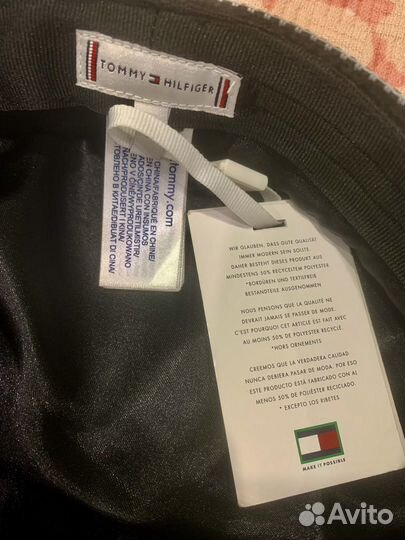 TOMMY HILFIGER
tommy.com
WIR GLAUBEN, DASS GUTE QUALITÄT
IMMER MODERN SEIN SOLLTE.
DAHER BESTEHT DIESES PRODUKT AUS
MINDESTENS 50 % RECYCELTEM POLYESTER
*BORDÜREN UND TEXTILFREIE
BESTANDTEILE AUSGENOMMEN
NOUS PENSONS QUE LA QUALITÉ NE
DEVRAIT JAMAIS SE PASSER DE MODE.
C'EST POURQUOI CET ARTICLE EST FAIT
AU MOINS 50% DE POLYESTER RECYCLÉ.
*HORS ORNEMENTS
CREEMOS QUE LA VERDADERA CALIDAD
NUNCA DEBIERA PASAR DE MODA. POR ESO
ESTE PRODUCTO ESTÁ FABRICADO CON AL
MENOS 50% DE POLIÉSTER RECICLADO.
* EXCEPTO LOS RIBETES
MAKE IT POSSIBLE
Avito